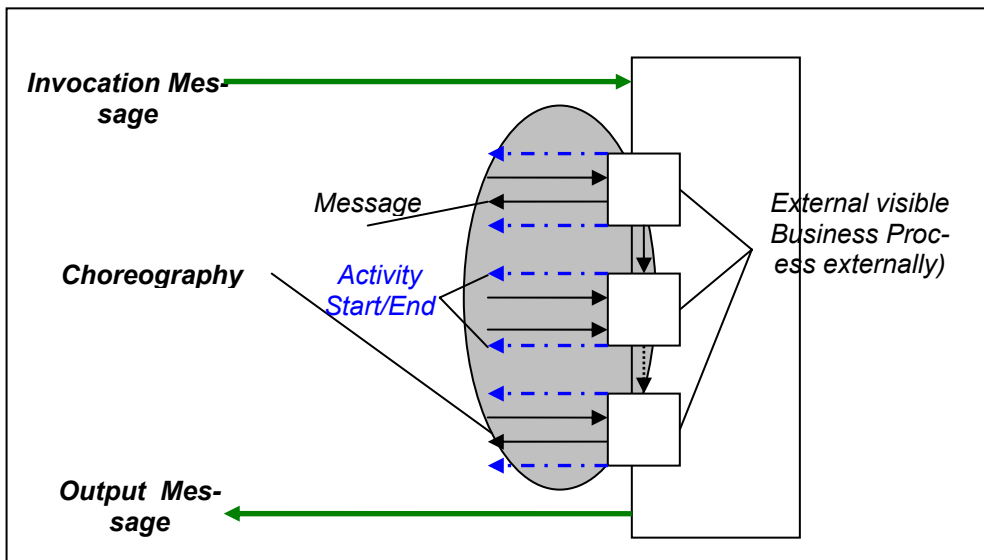 Invocation Mes-
sage
Message
External visible
Business Proc-
ess externally)
Choreography
Activity
Start/End
Output Mes-
sage